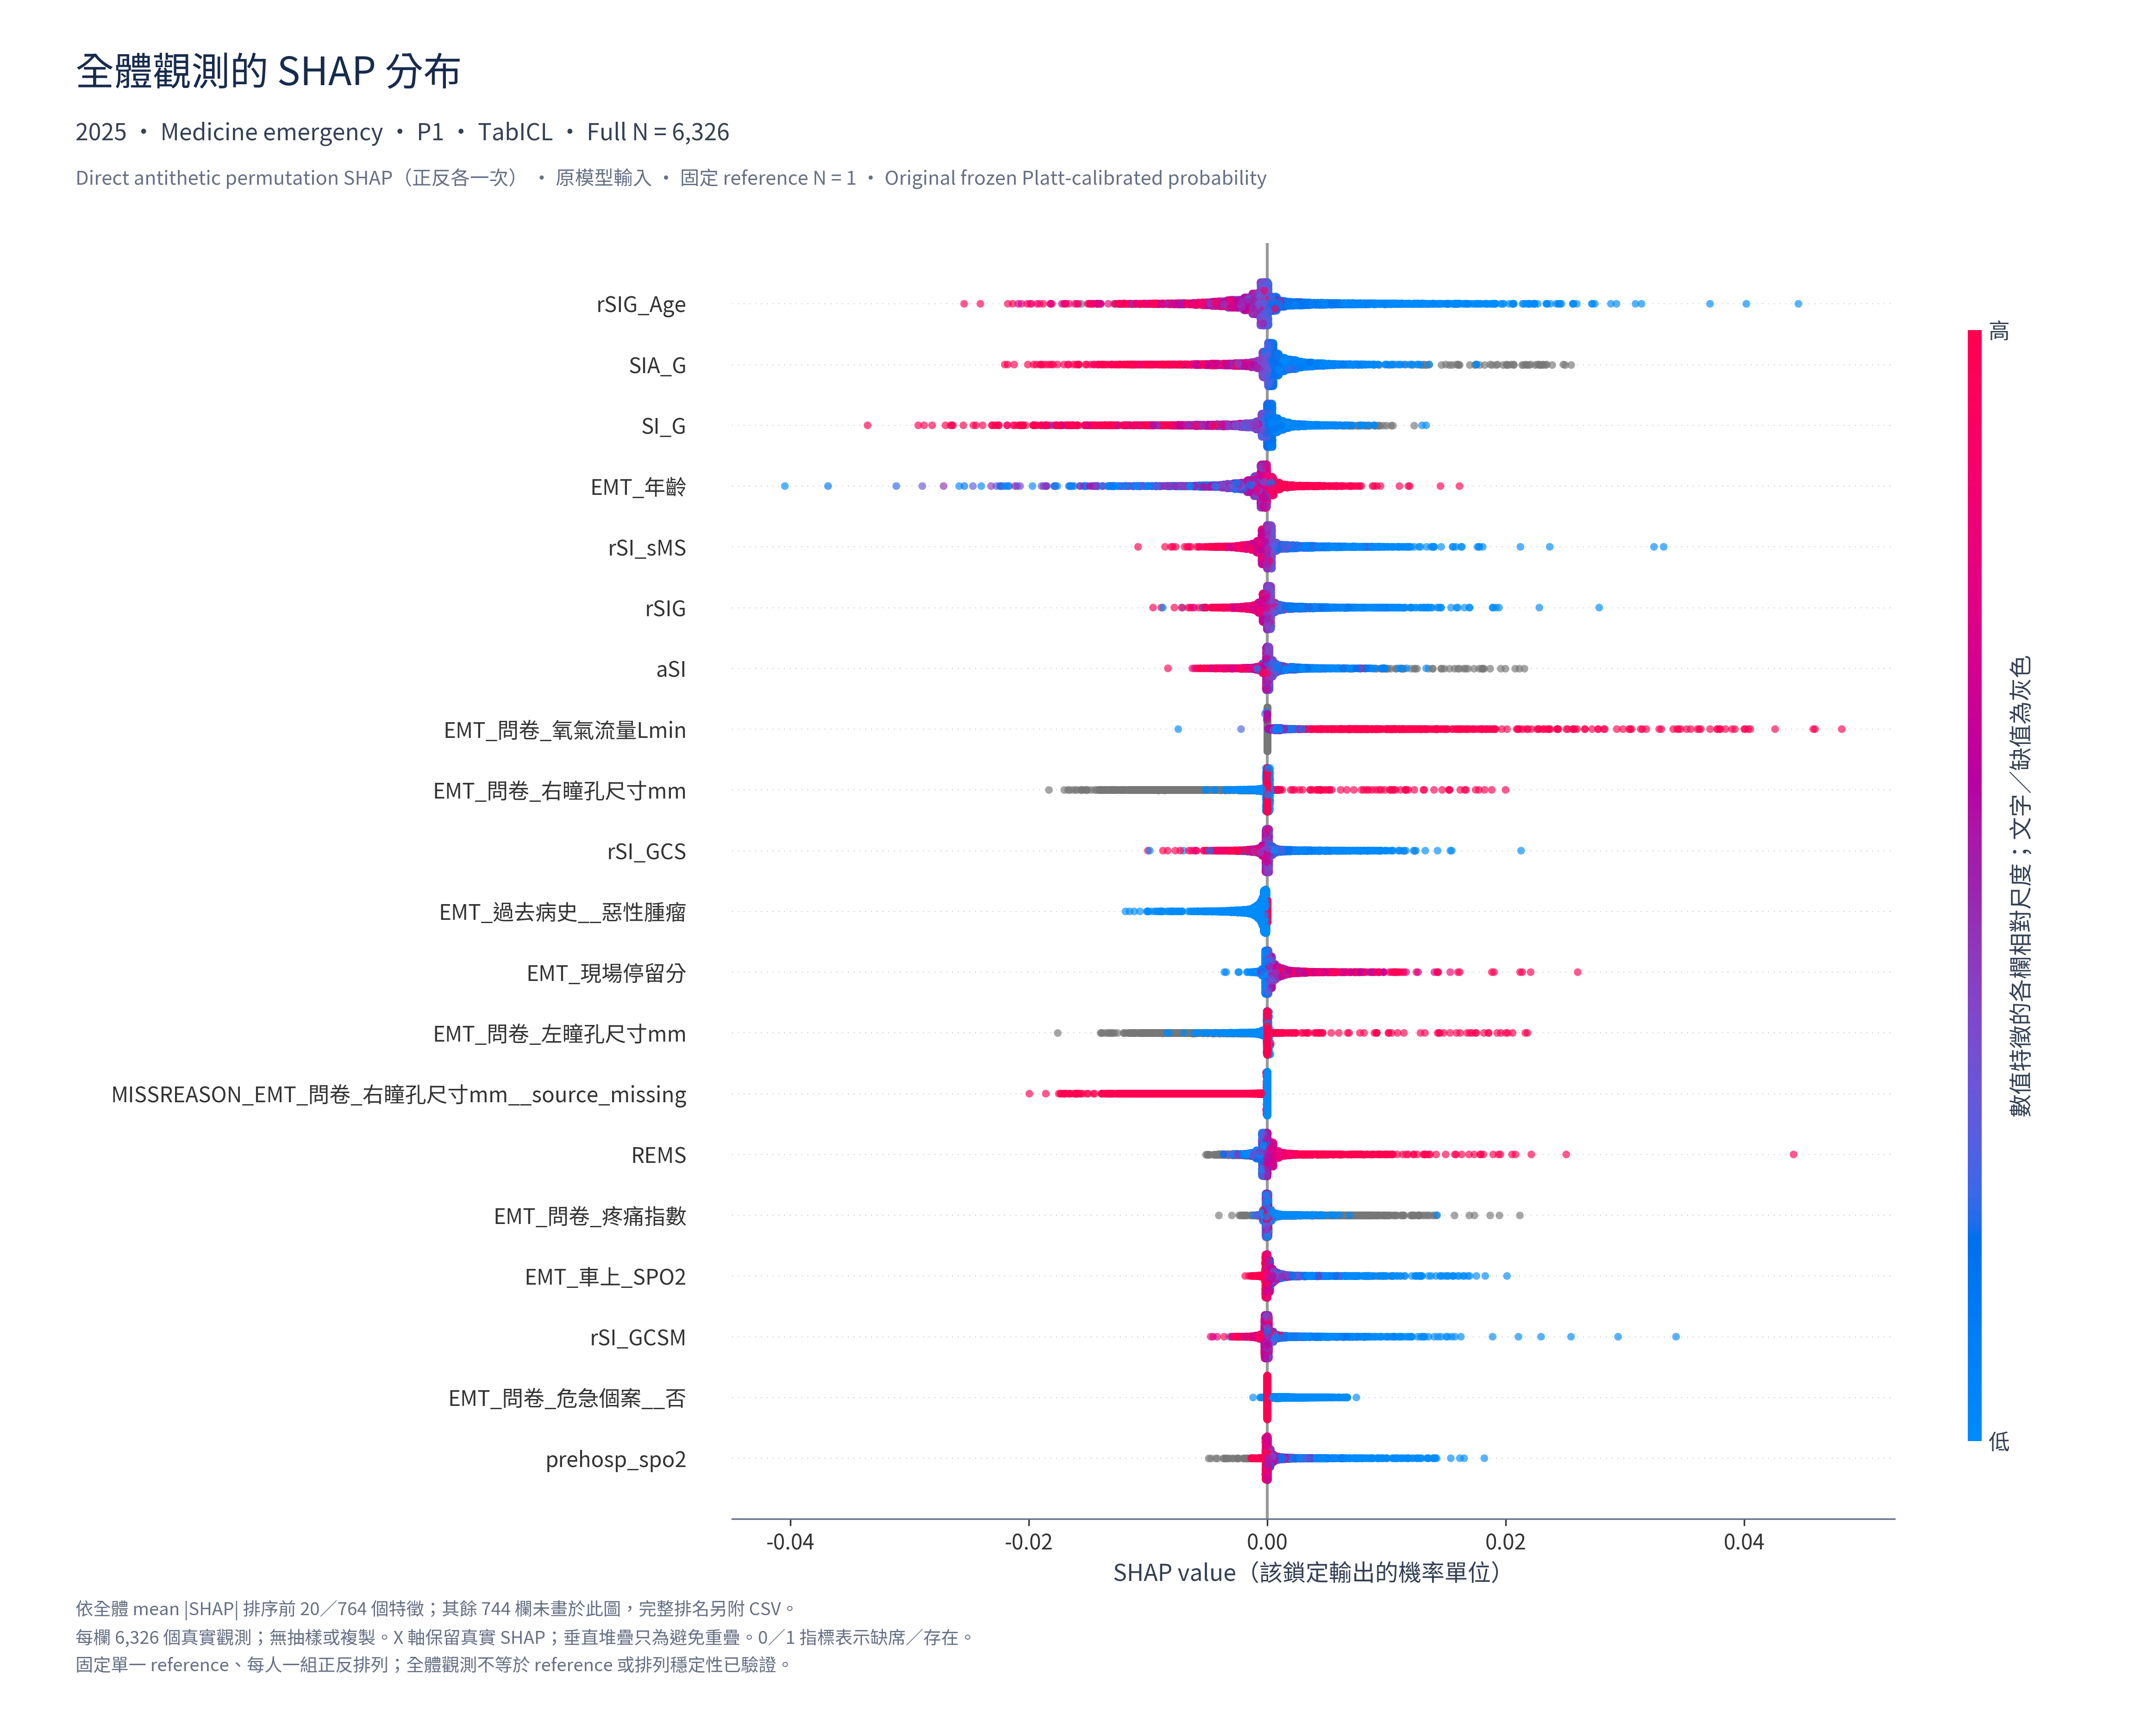 全體觀測的 SHAP 分布
2025 • Medicine emergency • P1 • TabICL • Full N = 6,326
Direct antithetic permutation SHAP（正反各一次） • 原模型輸入 • 固定 reference N = 1 • Original frozen Platt-calibrated probability
rSIG_Age
SIA_G
SI_G
EMT_年齡
rSI_sMS
rSIG
aSI
EMT_問卷_氧氣流量Lmin
EMT_問卷_右瞳孔尺寸mm
rSI_GCS
EMT_過去病史__惡性腫瘤
EMT_現場停留分
EMT_問卷_左瞳孔尺寸mm
MISSREASON_EMT_問卷_右瞳孔尺寸mm__source_missing
REMS
EMT_問卷_疼痛指數
EMT_車上_SPO2
rSI_GCSM
EMT_問卷_危急個案__否
prehosp_spo2
-0.04
-0.02
0.00
0.02
0.04
SHAP value（該鎖定輸出的機率單位）
高
數值特徵的各欄相對尺度；文字／缺值為灰色
低
依全體 mean |SHAP| 排序前 20／764 個特徵；其餘 744 欄未畫於此圖，完整排名另附 CSV。
每欄 6,326 個真實觀測；無抽樣或複製。X 軸保留真實 SHAP；垂直堆疊只為避免重疊。0／1 指標表示缺席／存在。
固定單一 reference、每人一組正反排列；全體觀測不等於 reference 或排列穩定性已驗證。